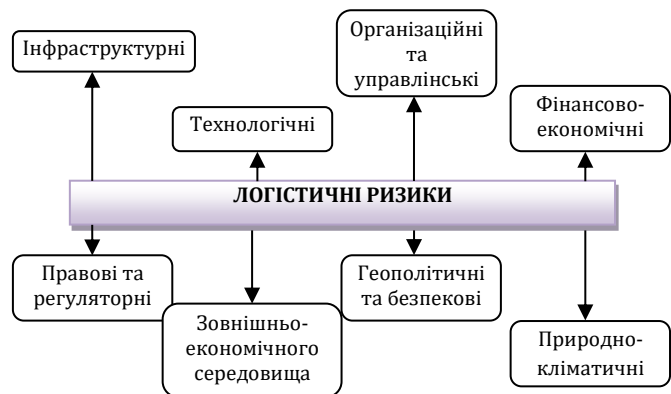 Інфраструктурні
Організаційні
та
управлінські
Технологічні
Фінансово-
економічні
ЛОГІСТИЧНІ РИЗИКИ
Правові та
регуляторні
Зовнішньо-
економічного
середовища
Геополітичні
та безпекові
Природно-
кліматичні